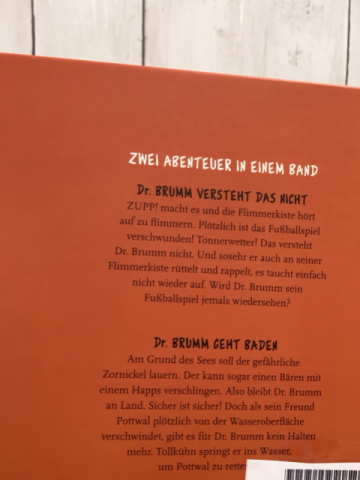 ZWEI ABENTEUER IN EINEM BAND
Dr. BRUMM VERSTEHT DAS NICHT
ZUPP! macht es und die Flimmerkiste hört
auf zu flimmern. Plötzlich ist das Fußballspiel
verschwunden! Tonnerwetter! Das versteht
Dr. Brumm nicht. Und sosehr er auch an seiner
Flimmerkiste rüttelt und rappelt, es taucht einfach
nicht wieder auf. Wird Dr. Brumm sein
Fußballspiel jemals wiedersehen?
Dr. BRUMM GEHT BADEN
Am Grund des Sees soll der gefährliche
Zornickel lauern. Der kann sogar einen Bären mit
einem Happs verschlingen. Also bleibt Dr. Brumm
an Land. Sicher ist sicher! Doch als sein Freund
Pottwal plötzlich von der Wasseroberfläche
verschwindet, gibt es für Dr. Brumm kein Halten
mehr. Tollkühn springt er ins Wasser,
um Pottwal zu rette